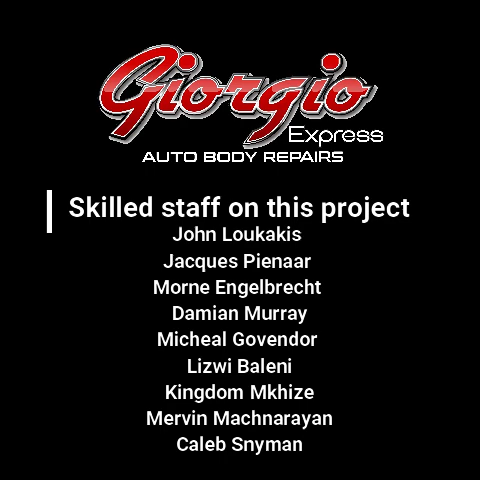 Giorgio
Express
AUTO BODY REPAIRS
Skilled staff on this project
John Loukakis
Jacques Pienaar
Morne Engelbrecht
Damian Murray
Micheal Govendor
Lizwi Baleni
Kingdom Mkhize
Mervin Machnarayan
Caleb Snyman